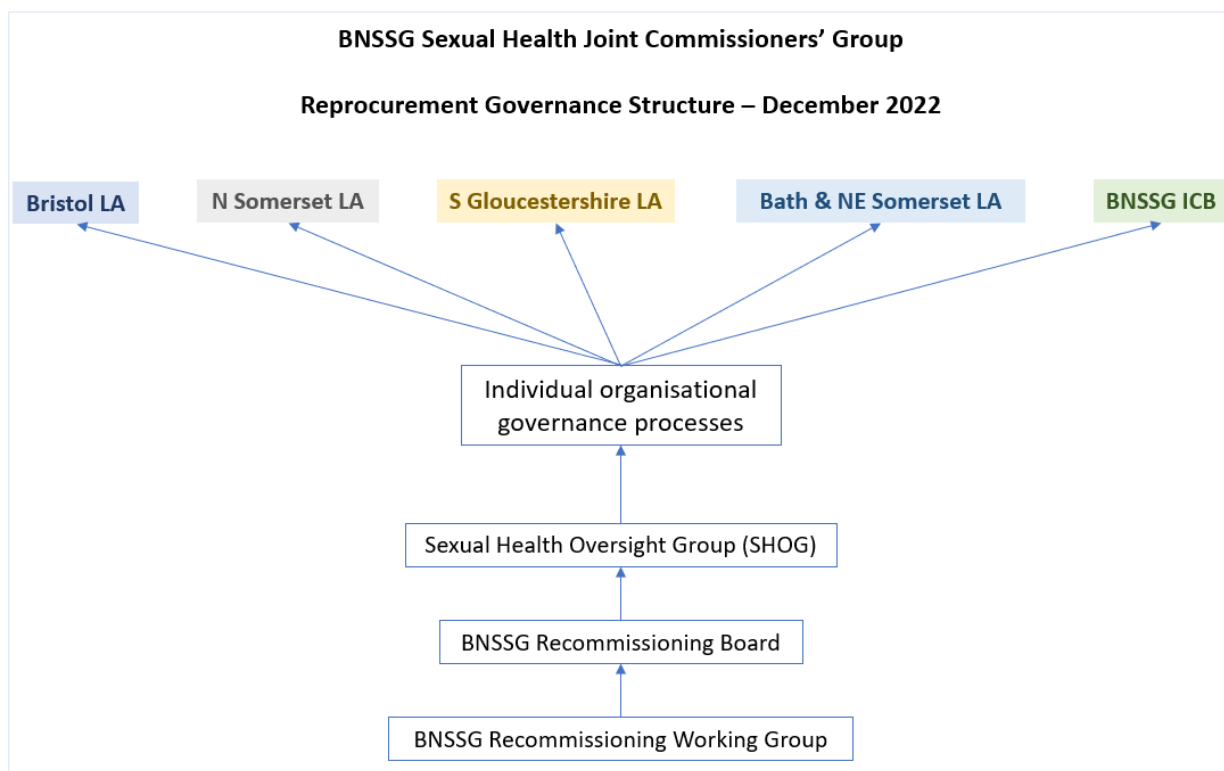 BNSSG Sexual Health Joint Commissioners’ Group
Reprocurement Governance Structure – December 2022
Bristol LA
N Somerset LA
S Gloucestershire LA
Bath & NE Somerset LA
BNSSG ICB
Individual organisational
governance processes
Sexual Health Oversight Group (SHOG)
BNSSG Recommissioning Board
BNSSG Recommissioning Working Group